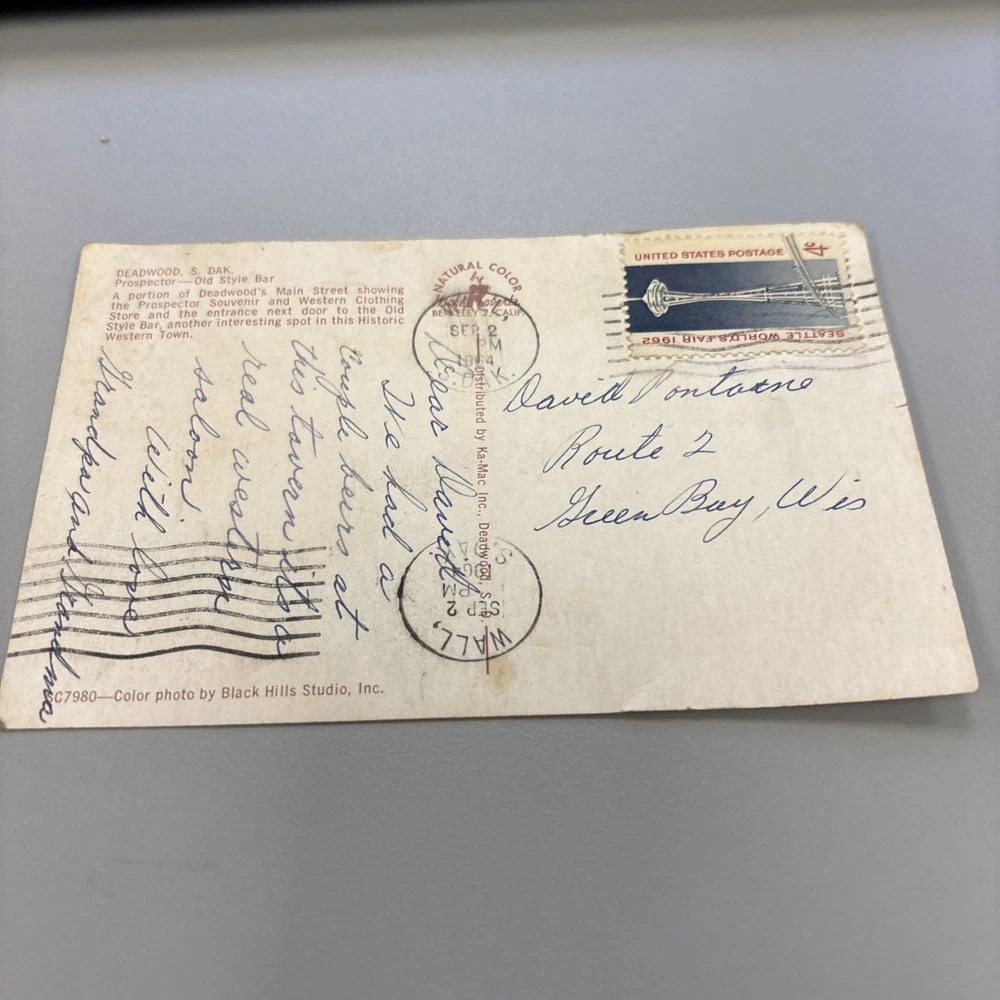 DEADWOOD, S. DAK.
Prospector—Old Style Bar
A portion of Deadwood's Main Street showing
the Prospector Souvenir and Western Clothing
Store and the entrance next door to the Old
Style Bar, another interesting spot in this Historic
Western Town.
NATURAL COLOR
BERKELEY 2, CALIF.
SEP 2
PM
1964
S. DAK.
UNITED STATES POSTAGE
4c
SEATTLE WORLD'S FAIR 1962
Dear David
We had a
couple beers at
this tavern its a
real western
saloon
With love
Grandpa and Grandma
Distributed by Ka-Mac Inc., Deadwood, S. D.
David
Route 2
Green Bay, Wis
WALL,
SEP 2
PM
S.
C7980—Color photo by Black Hills Studio, Inc.